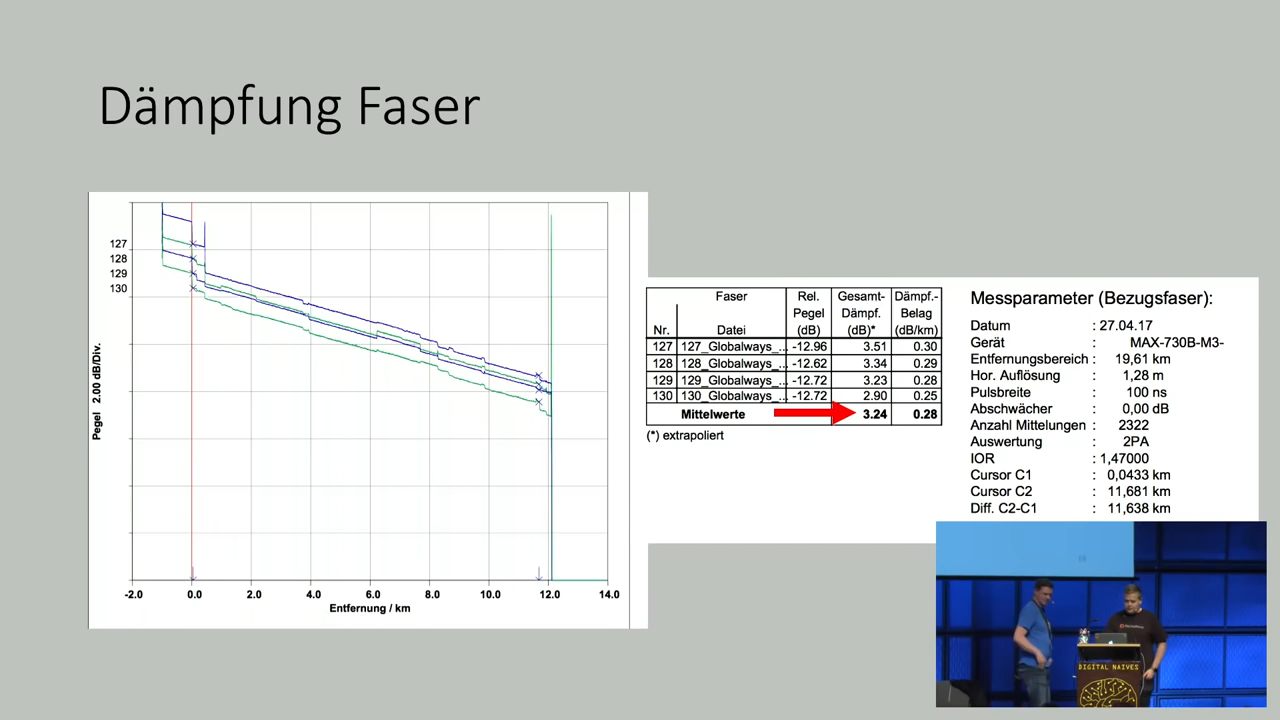 Dämpfung Faser
127
128
129
130
Pegel 2.00 dB/Div.
-2.0 0.0 2.0 4.0 6.0 8.0 10.0 12.0 14.0
Entfernung / km
Faser Rel. Gesamt- Dämpf.-
Pegel Dämpf. Belag
Nr. Datei (dB) (dB)* (dB/km)
127 127_Globalways_... -12.96 3.51 0.30
128 128_Globalways_... -12.62 3.34 0.29
129 129_Globalways_... -12.72 3.23 0.28
130 130_Globalways_... -12.72 2.90 0.25
Mittelwerte 3.24 0.28
(*) extrapoliert
Messparameter (Bezugsfaser):
Datum : 27.04.17
Gerät : MAX-730B-M3-
Entfernungsbereich : 19,61 km
Hor. Auflösung : 1,28 m
Pulsbreite : 100 ns
Abschwächer : 0,00 dB
Anzahl Mittelungen : 2322
Auswertung : 2PA
IOR : 1,47000
Cursor C1 : 0,0433 km
Cursor C2 : 11,681 km
Diff. C2-C1 : 11,638 km
DIGITAL NAIVES